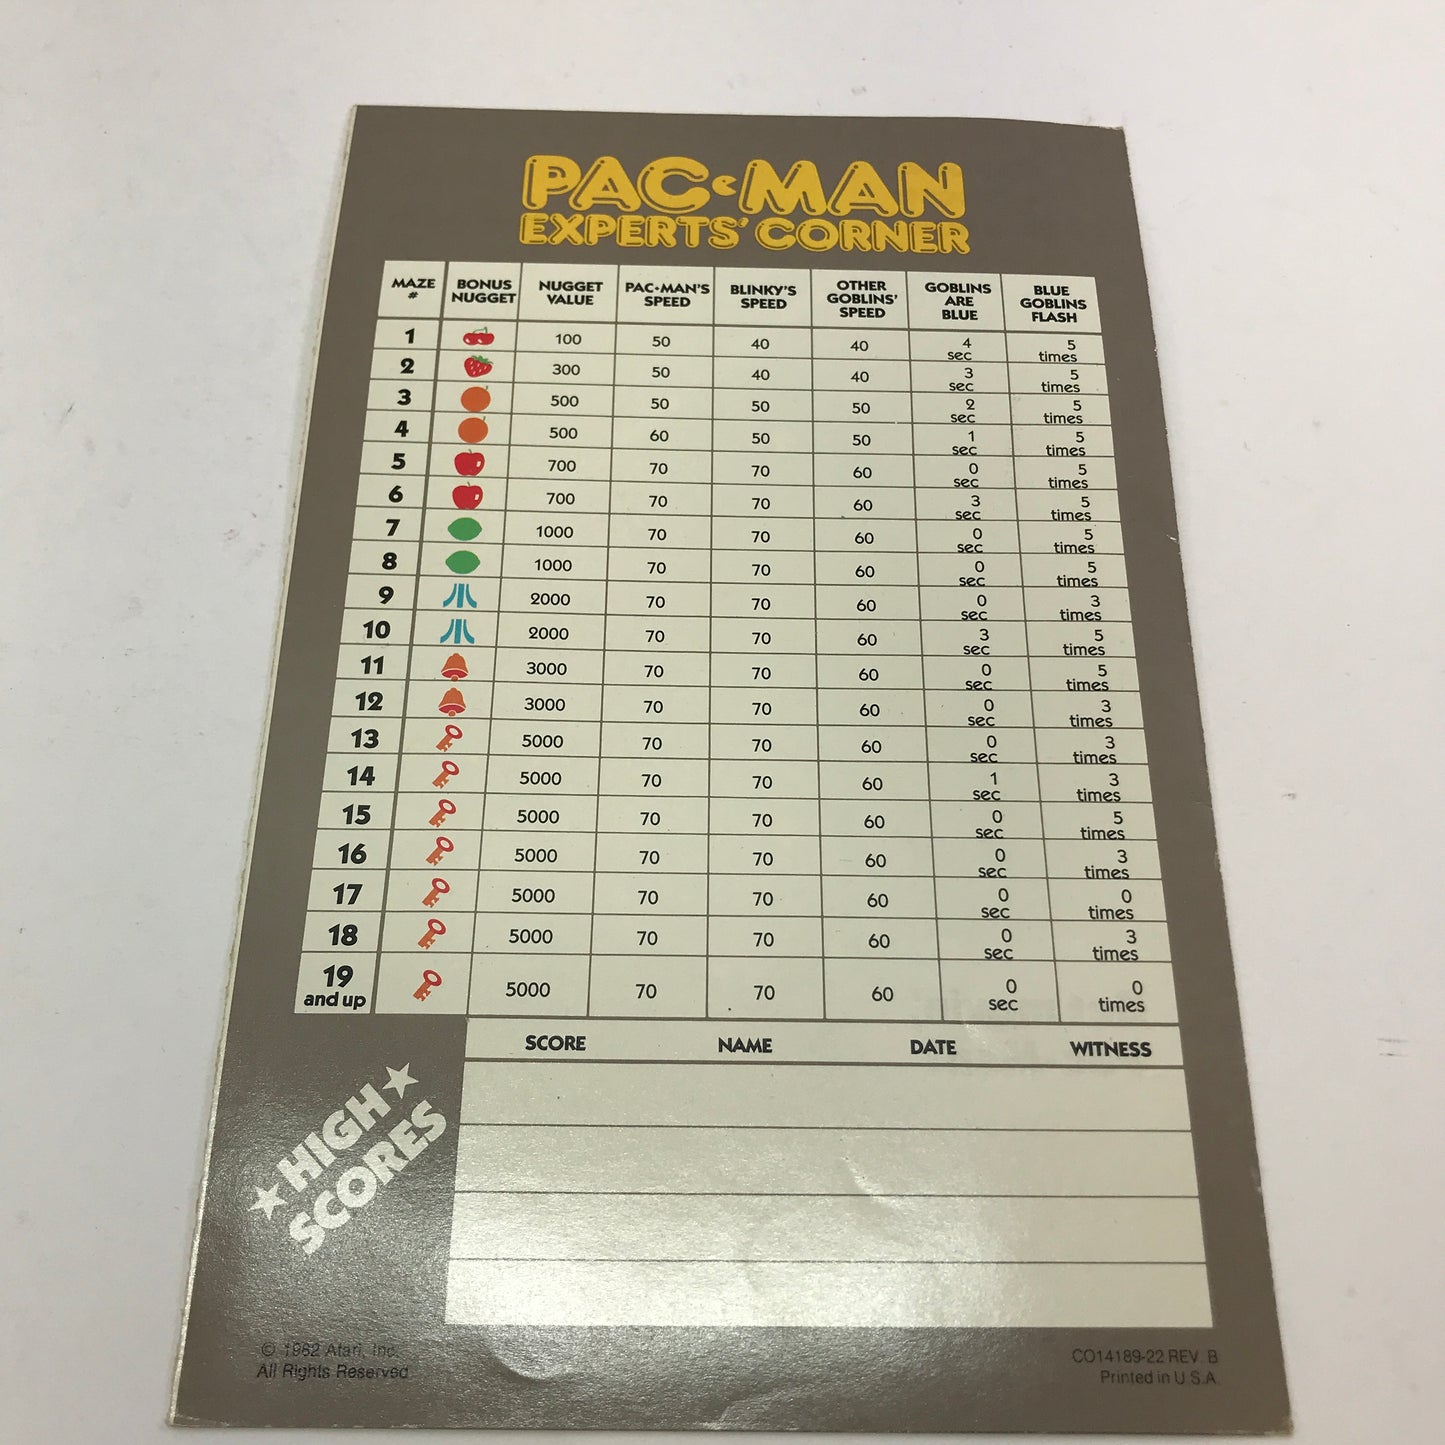 PAC-MAN
EXPERTS' CORNER
MAZE # BONUS NUGGET NUGGET VALUE PAC•MAN'S SPEED BLINKY'S SPEED OTHER GOBLINS' SPEED GOBLINS ARE BLUE BLUE GOBLINS FLASH
1 100 50 40 40 4 sec 5 times
2 300 50 40 40 3 sec 5 times
3 500 50 50 50 2 sec 5 times
4 500 60 50 50 1 sec 5 times
5 700 70 70 60 0 sec 5 times
6 700 70 70 60 3 sec 5 times
7 1000 70 70 60 0 sec 5 times
8 1000 70 70 60 0 sec 5 times
9 2000 70 70 60 0 sec 3 times
10 2000 70 70 60 3 sec 5 times
11 3000 70 70 60 0 sec 5 times
12 3000 70 70 60 0 sec 3 times
13 5000 70 70 60 0 sec 3 times
14 5000 70 70 60 1 sec 3 times
15 5000 70 70 60 0 sec 5 times
16 5000 70 70 60 0 sec 3 times
17 5000 70 70 60 0 sec 0 times
18 5000 70 70 60 0 sec 3 times
19 and up 5000 70 70 60 0 sec 0 times
SCORE NAME DATE WITNESS
HIGH
SCORES
© 1982 Atari, Inc.
All Rights Reserved
CO14189-22 REV. B
Printed in U.S.A.